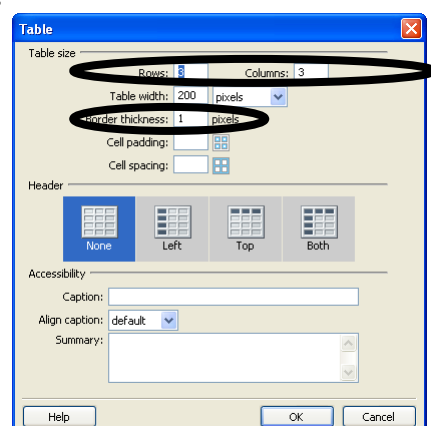 Table
Table size
Rows: 3 Columns: 3
Table width: 200 pixels
Border thickness: 1 pixels
Cell padding:
Cell spacing:
Header
None Left Top Both
Accessibility
Caption:
Align caption: default
Summary:
Help OK Cancel